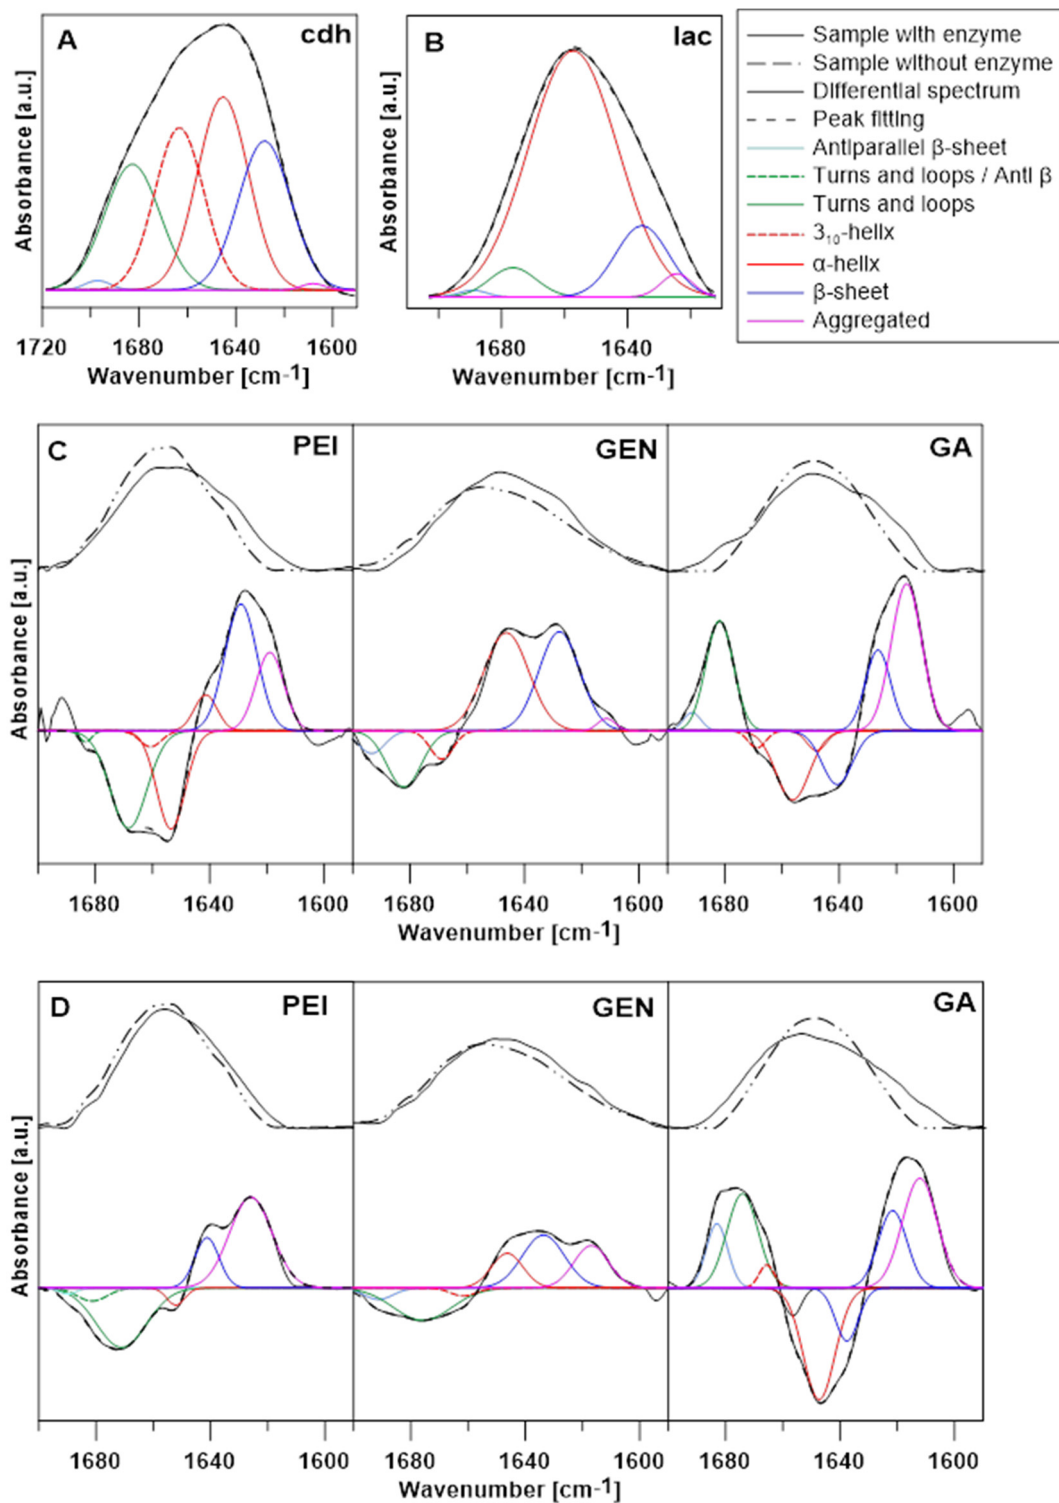 A
cdh
Absorbance [a.u.]
1720
1680
1640
1600
Wavenumber [cm-1]
B
lac
Absorbance [a.u.]
1680
1640
Wavenumber [cm-1]
Sample with enzyme
Sample without enzyme
Differential spectrum
Peak fitting
Antiparallel β-sheet
Turns and loops / Anti β
Turns and loops
3₁₀-helix
α-helix
β-sheet
Aggregated
C
PEI
GEN
GA
Absorbance [a.u.]
1680
1640
1600
1680
1640
1600
1680
1640
1600
Wavenumber [cm-1]
D
PEI
GEN
GA
Absorbance [a.u.]
1680
1640
1600
1680
1640
1600
1680
1640
1600
Wavenumber [cm-1]